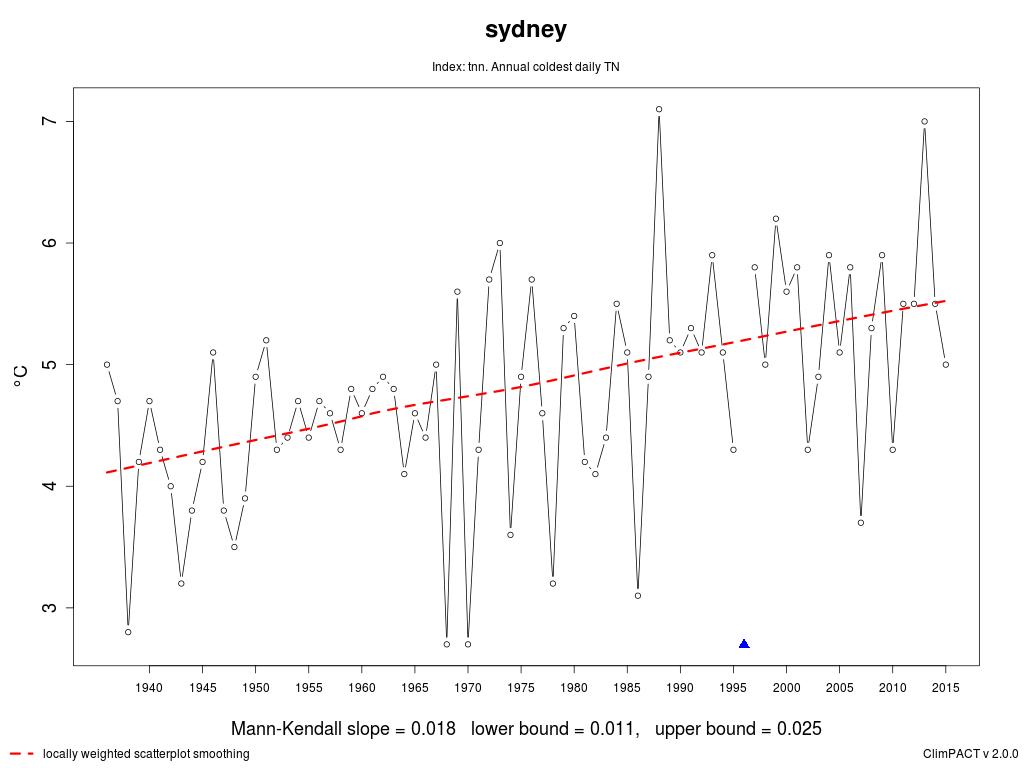 sydney
Index: tnn. Annual coldest daily TN
°C
7
6
5
4
3
1940 1945 1950 1955 1960 1965 1970 1975 1980 1985 1990 1995 2000 2005 2010 2015
Mann-Kendall slope = 0.018 lower bound = 0.011, upper bound = 0.025
locally weighted scatterplot smoothing
ClimPACT v 2.0.0